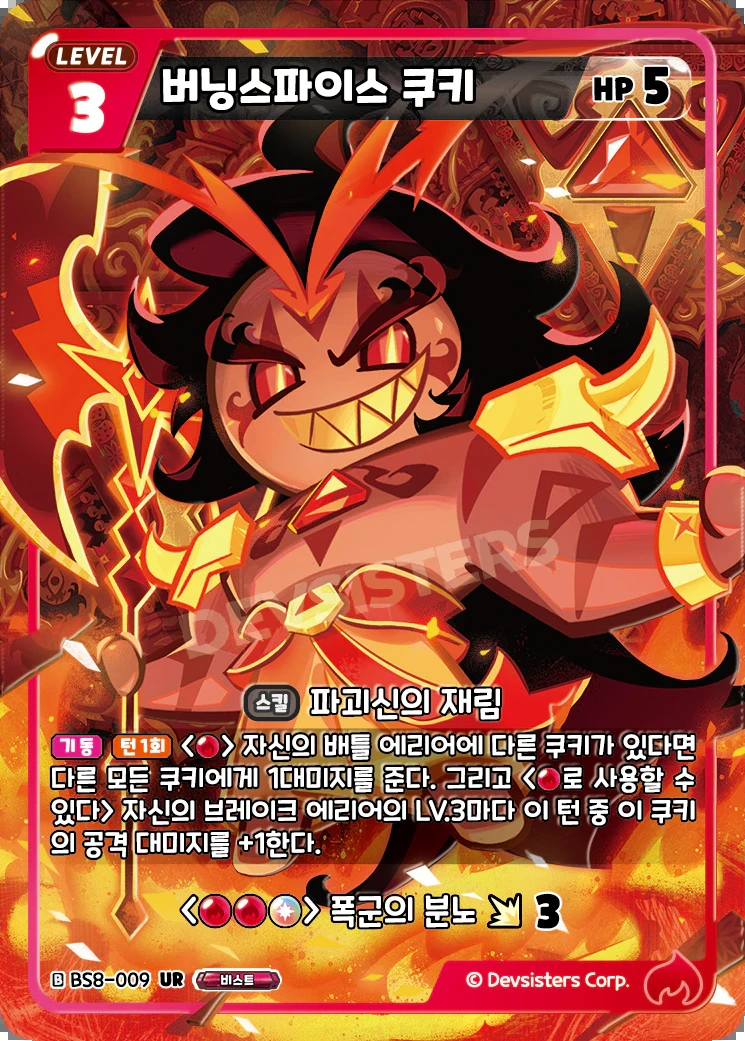 LEVEL
3
버닝스파이스 쿠키
HP 5
DEVSISTERS
스킬 파괴신의 재림
기동 턴1회 < > 자신의 배틀 에리어에 다른 쿠키가 있다면
다른 모든 쿠키에게 1대미지를 준다. 그리고 < 로 사용할 수
있다> 자신의 브레이크 에리어의 LV.3마다 이 턴 중 이 쿠키
의 공격 대미지를 +1한다.
< > 폭군의 분노 3
B BS8-009 UR 비스트
© Devsisters Corp.